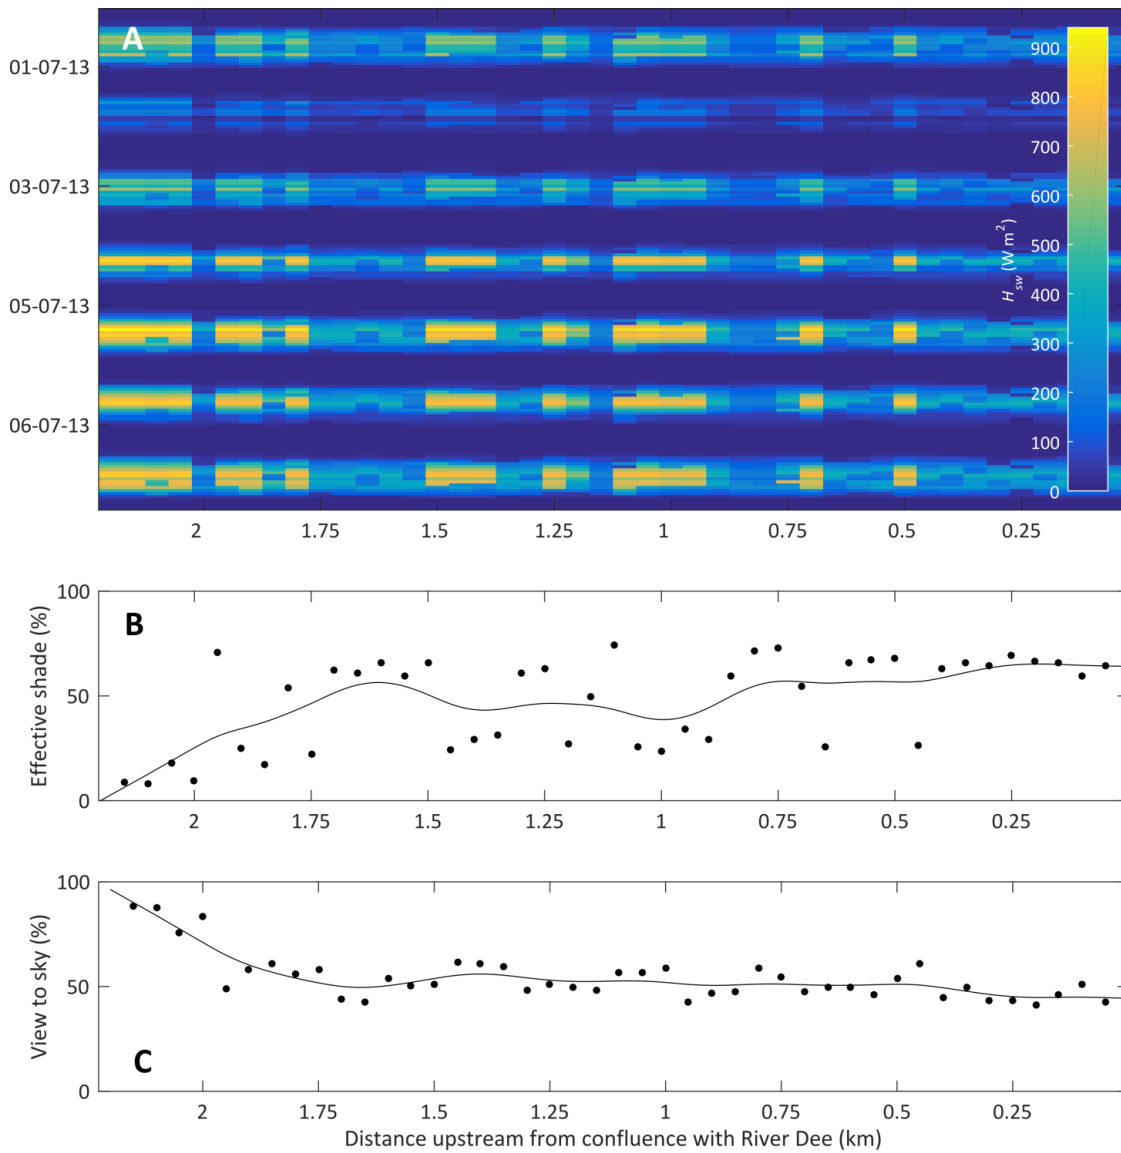 A
01-07-13
03-07-13
05-07-13
06-07-13
900
800
700
600
500
400
300
200
100
0
H sw (W m²)
2 1.75 1.5 1.25 1 0.75 0.5 0.25
B
Effective shade (%)
100
50
0
2 1.75 1.5 1.25 1 0.75 0.5 0.25
View to sky (%)
100
50
0
C
2 1.75 1.5 1.25 1 0.75 0.5 0.25
Distance upstream from confluence with River Dee (km)